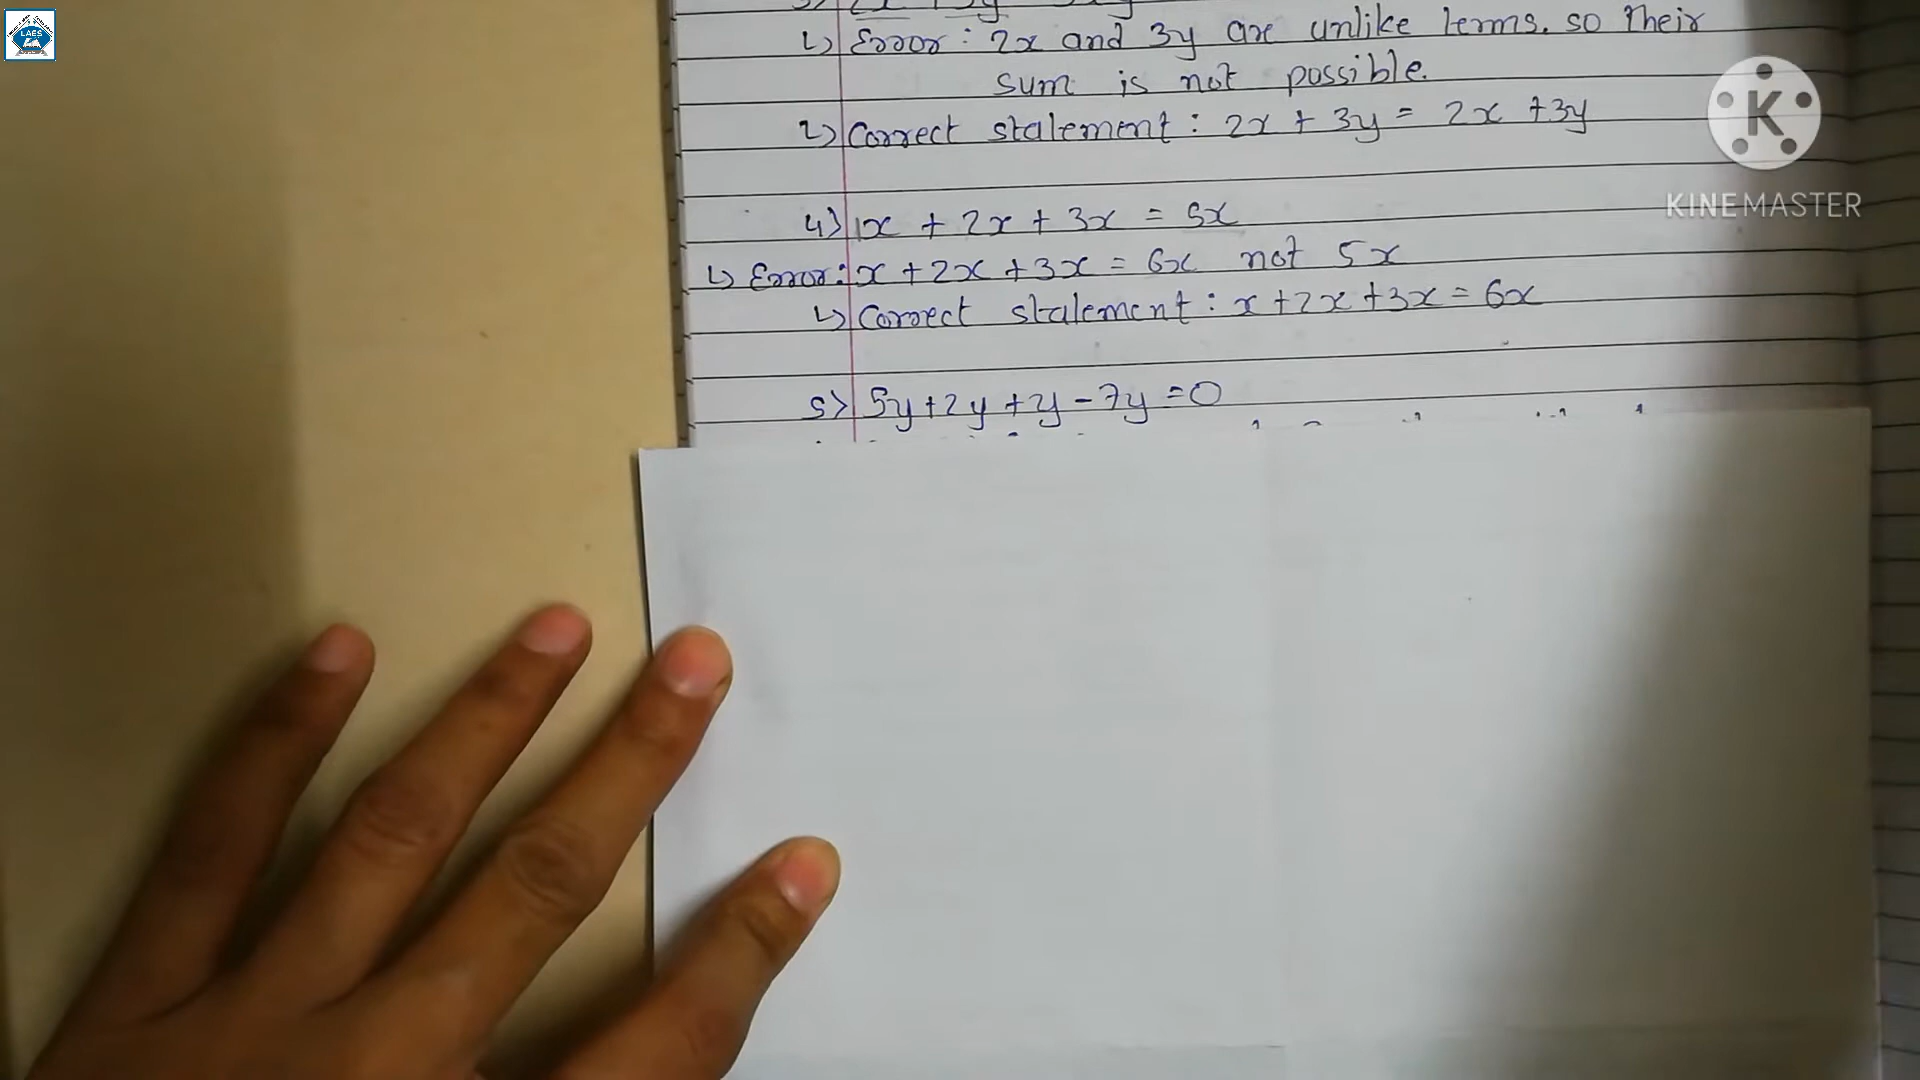 LAES
Error: 2x and 3y are unlike terms. so Their
sum is not possible.
Correct statement: 2x + 3y = 2x + 3y
K
KINEMASTER
4) 1x + 2x + 3x = 5x
Error: x + 2x + 3x = 6x not 5x
Correct statement: x + 2x + 3x = 6x
5) 5y + 2y + y - 7y = 0